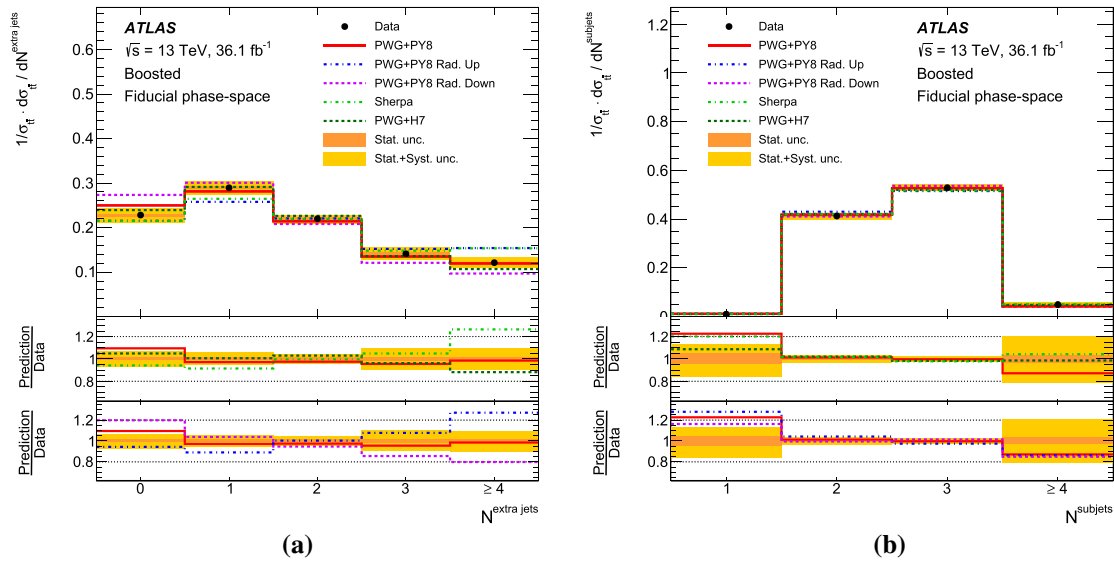 ATLAS
√s = 13 TeV, 36.1 fb⁻¹
Boosted
Fiducial phase-space
Data
PWG+PY8
PWG+PY8 Rad. Up
PWG+PY8 Rad. Down
Sherpa
PWG+H7
Stat. unc.
Stat.+Syst. unc.
1/σ_tt̄ · dσ_tt̄ / dN^extra jets
0.6
0.5
0.4
0.3
0.2
0.1
Prediction
Data
1.2
1
0.8
Prediction
Data
1.2
1
0.8
0 1 2 3 ≥ 4
N^extra jets
(a)
Data
PWG+PY8
PWG+PY8 Rad. Up
PWG+PY8 Rad. Down
Sherpa
PWG+H7
Stat. unc.
Stat.+Syst. unc.
ATLAS
√s = 13 TeV, 36.1 fb⁻¹
Boosted
Fiducial phase-space
1/σ_tt̄ · dσ_tt̄ / dN^subjets
1.2
1
0.8
0.6
0.4
0.2
0
Prediction
Data
1.2
1
0.8
Prediction
Data
1.2
1
0.8
1 2 3 ≥ 4
N^subjets
(b)